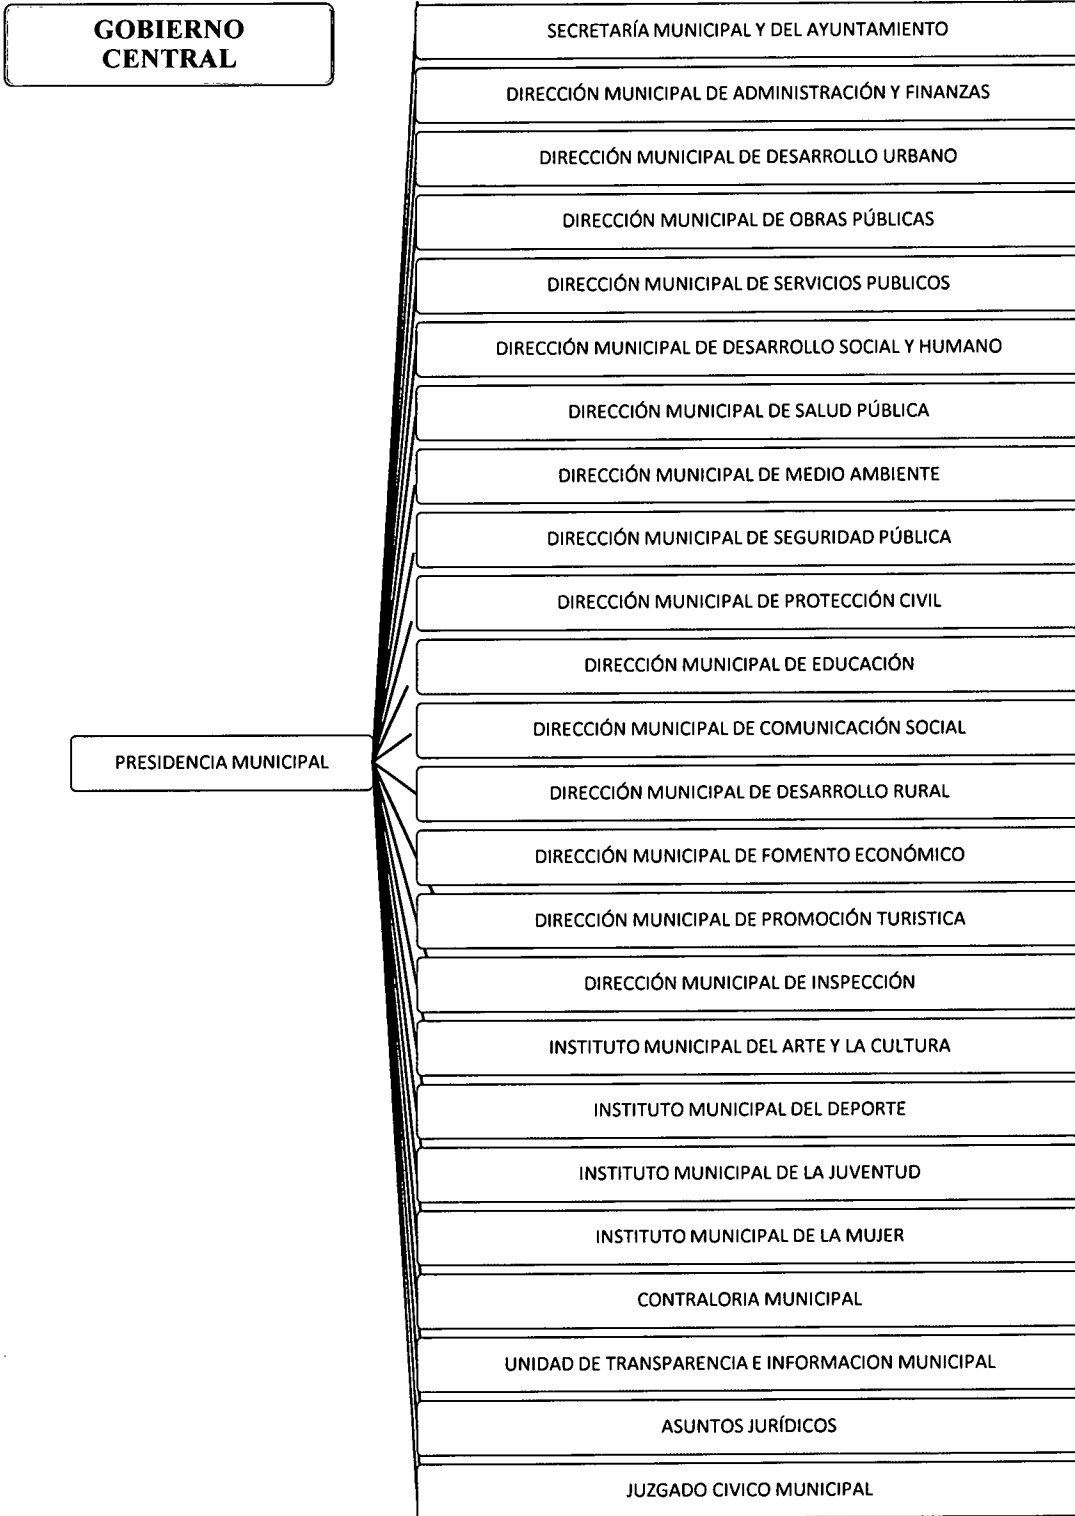 GOBIERNO
CENTRAL
SECRETARÍA MUNICIPAL Y DEL AYUNTAMIENTO
DIRECCIÓN MUNICIPAL DE ADMINISTRACIÓN Y FINANZAS
DIRECCIÓN MUNICIPAL DE DESARROLLO URBANO
DIRECCIÓN MUNICIPAL DE OBRAS PÚBLICAS
DIRECCIÓN MUNICIPAL DE SERVICIOS PUBLICOS
DIRECCIÓN MUNICIPAL DE DESARROLLO SOCIAL Y HUMANO
DIRECCIÓN MUNICIPAL DE SALUD PÚBLICA
DIRECCIÓN MUNICIPAL DE MEDIO AMBIENTE
DIRECCIÓN MUNICIPAL DE SEGURIDAD PÚBLICA
DIRECCIÓN MUNICIPAL DE PROTECCIÓN CIVIL
DIRECCIÓN MUNICIPAL DE EDUCACIÓN
DIRECCIÓN MUNICIPAL DE COMUNICACIÓN SOCIAL
PRESIDENCIA MUNICIPAL
DIRECCIÓN MUNICIPAL DE DESARROLLO RURAL
DIRECCIÓN MUNICIPAL DE FOMENTO ECONÓMICO
DIRECCIÓN MUNICIPAL DE PROMOCIÓN TURISTICA
DIRECCIÓN MUNICIPAL DE INSPECCIÓN
INSTITUTO MUNICIPAL DEL ARTE Y LA CULTURA
INSTITUTO MUNICIPAL DEL DEPORTE
INSTITUTO MUNICIPAL DE LA JUVENTUD
INSTITUTO MUNICIPAL DE LA MUJER
CONTRALORIA MUNICIPAL
UNIDAD DE TRANSPARENCIA E INFORMACION MUNICIPAL
ASUNTOS JURÍDICOS
JUZGADO CIVICO MUNICIPAL